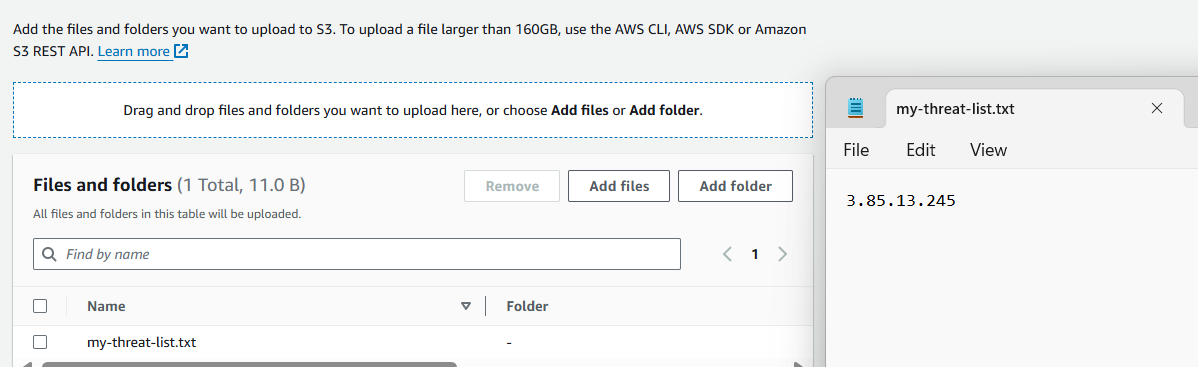 Add the files and folders you want to upload to S3. To upload a file larger than 160GB, use the AWS CLI, AWS SDK or Amazon
S3 REST API. Learn more
Drag and drop files and folders you want to upload here, or choose Add files or Add folder.
Files and folders (1 Total, 11.0 B)
Remove
Add files
Add folder
All files and folders in this table will be uploaded.
Find by name
1
Name
Folder
my-threat-list.txt
-
my-threat-list.txt
File
Edit
View
3.85.13.245